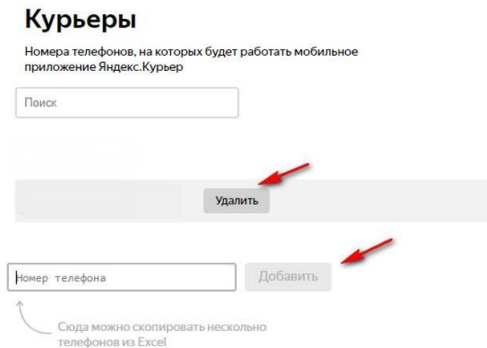 Курьеры
Номера телефонов, на которых будет работать мобильное
приложение Яндекс.Курьер
Поиск
Удалить
Номер телефона
Добавить
Сюда можно скопировать нескольно
телефонов из Excel